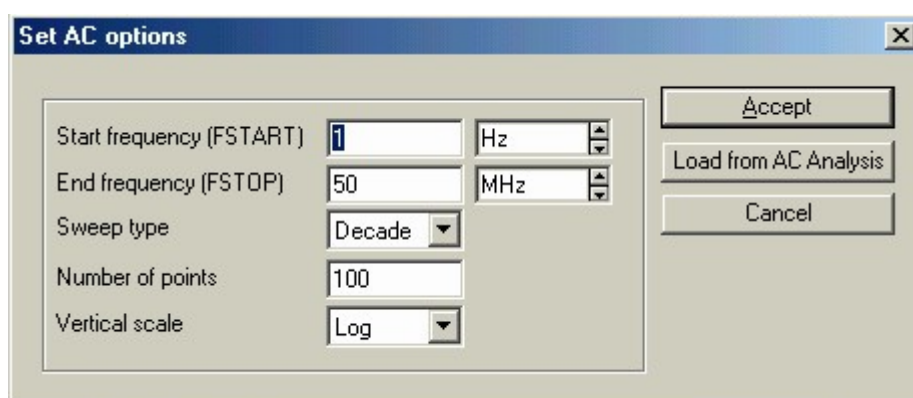 Set AC options
Start frequency (FSTART) 1 Hz
End frequency (FSTOP) 50 MHz
Sweep type Decade
Number of points 100
Vertical scale Log
Accept
Load from AC Analysis
Cancel